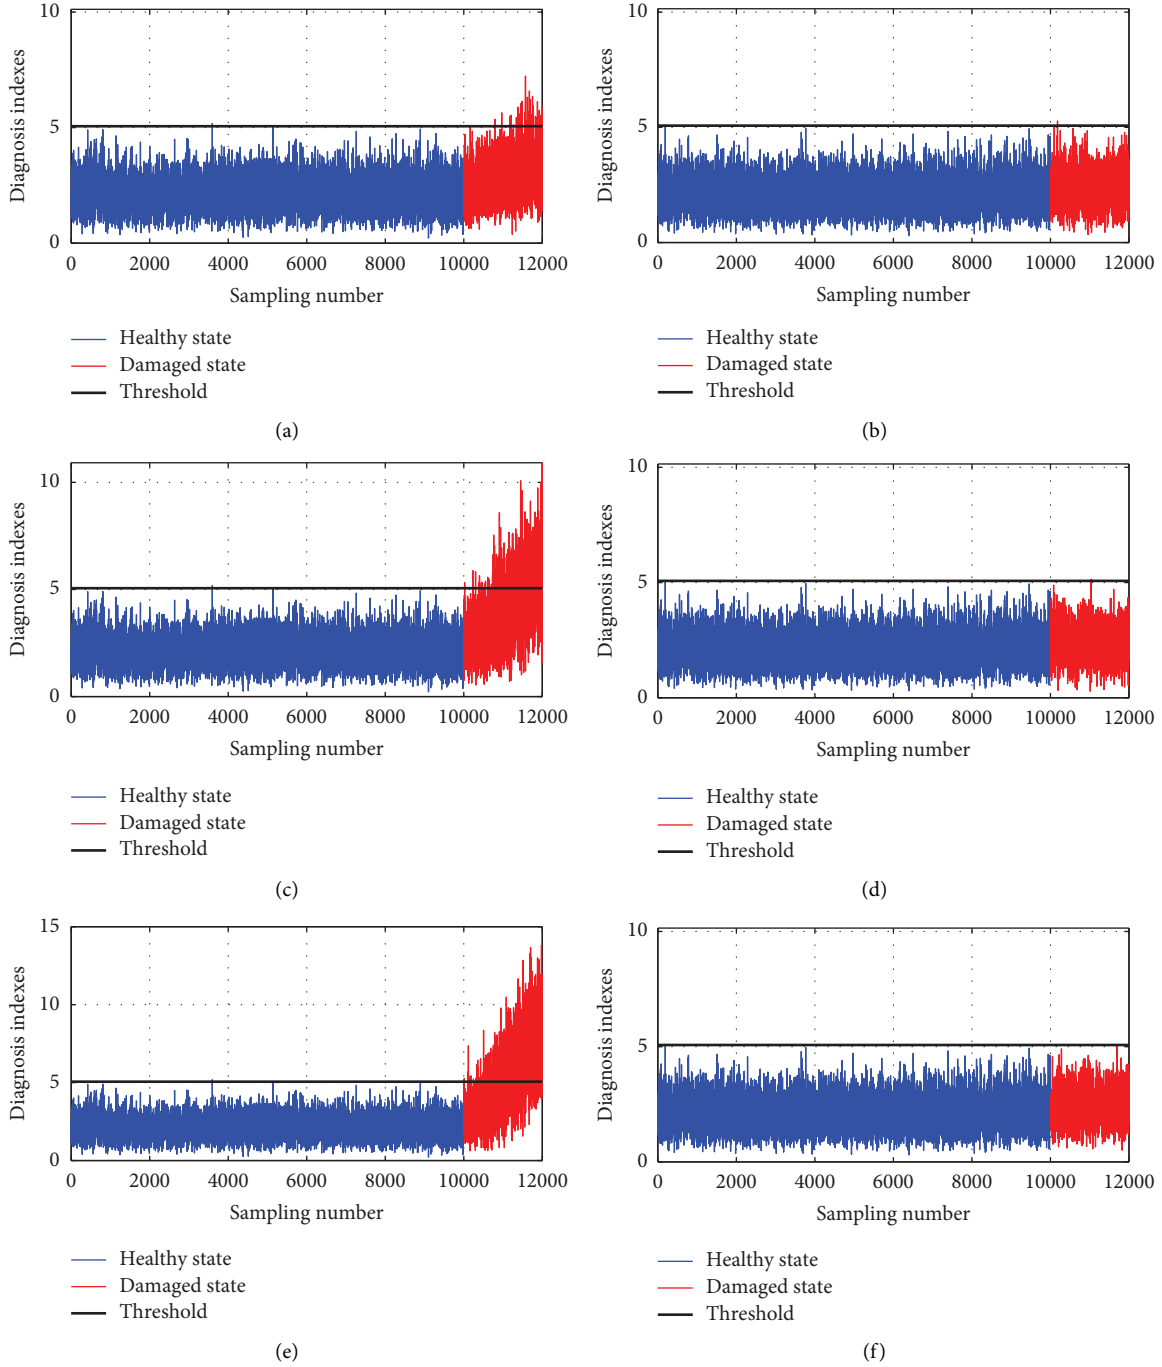 10
5
0
Diagnosis indexes
0 2000 4000 6000 8000 10000 12000
Sampling number
Healthy state
Damaged state
Threshold
(a)
10
5
0
Diagnosis indexes
0 2000 4000 6000 8000 10000 12000
Sampling number
Healthy state
Damaged state
Threshold
(b)
10
5
0
Diagnosis indexes
0 2000 4000 6000 8000 10000 12000
Sampling number
Healthy state
Damaged state
Threshold
(c)
10
5
0
Diagnosis indexes
0 2000 4000 6000 8000 10000 12000
Sampling number
Healthy state
Damaged state
Threshold
(d)
15
10
5
0
Diagnosis indexes
0 2000 4000 6000 8000 10000 12000
Sampling number
Healthy state
Damaged state
Threshold
(e)
10
5
0
Diagnosis indexes
0 2000 4000 6000 8000 10000 12000
Sampling number
Healthy state
Damaged state
Threshold
(f)